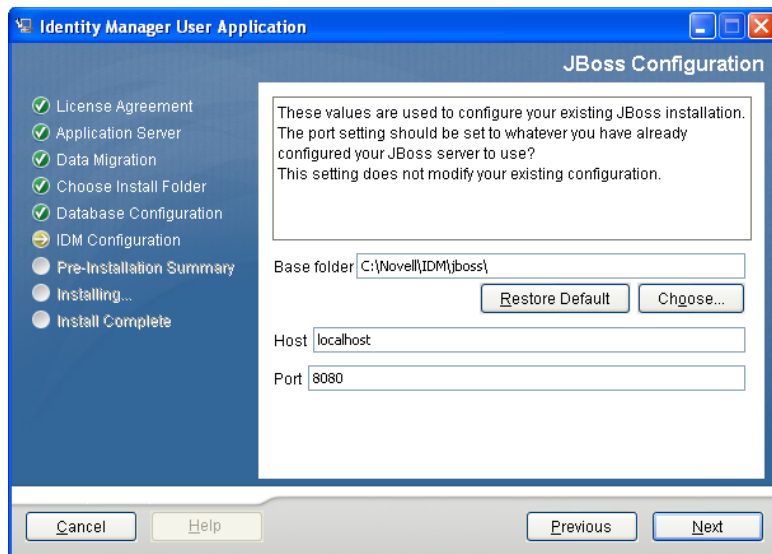 Identity Manager User Application
JBoss Configuration
License Agreement
Application Server
Data Migration
Choose Install Folder
Database Configuration
IDM Configuration
Pre-Installation Summary
Installing...
Install Complete
These values are used to configure your existing JBoss installation.
The port setting should be set to whatever you have already
configured your JBoss server to use?
This setting does not modify your existing configuration.
Base folder C:\Novell\IDM\jboss\
Restore Default Choose...
Host localhost
Port 8080
Cancel Help Previous Next